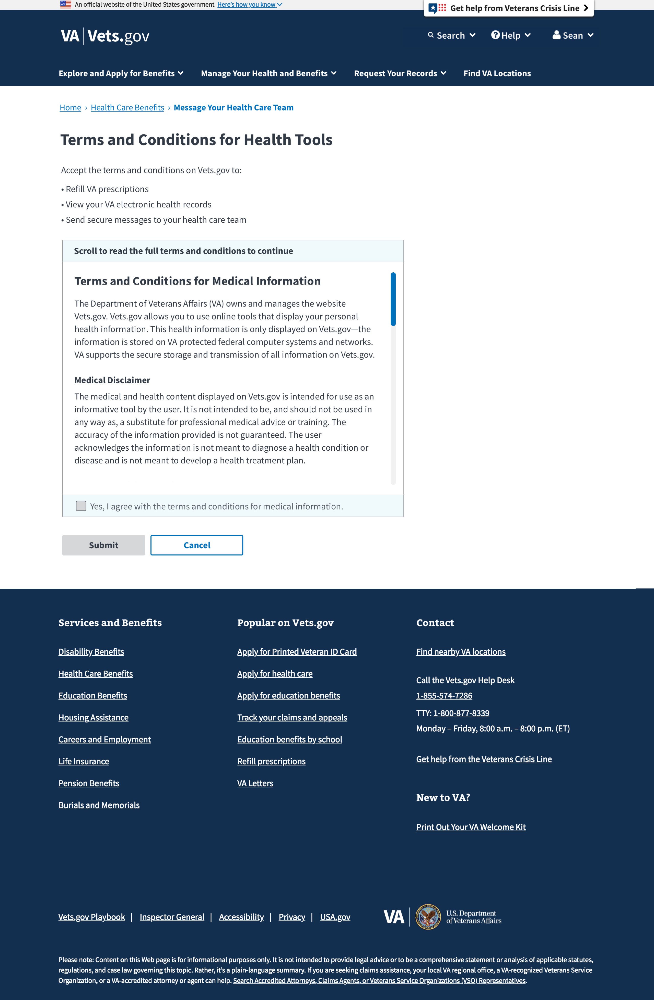 An official website of the United States government Here's how you know
Get help from Veterans Crisis Line
VA | Vets.gov
Search
Help
Sean
Explore and Apply for Benefits
Manage Your Health and Benefits
Request Your Records
Find VA Locations
Home › Health Care Benefits › Message Your Health Care Team
Terms and Conditions for Health Tools
Accept the terms and conditions on Vets.gov to:
• Refill VA prescriptions
• View your VA electronic health records
• Send secure messages to your health care team
Scroll to read the full terms and conditions to continue
Terms and Conditions for Medical Information
The Department of Veterans Affairs (VA) owns and manages the website
Vets.gov. Vets.gov allows you to use online tools that display your personal
health information. This health information is only displayed on Vets.gov—the
information is stored on VA protected federal computer systems and networks.
VA supports the secure storage and transmission of all information on Vets.gov.
Medical Disclaimer
The medical and health content displayed on Vets.gov is intended for use as an
informative tool by the user. It is not intended to be, and should not be used in
any way as, a substitute for professional medical advice or training. The
accuracy of the information provided is not guaranteed. The user
acknowledges the information is not meant to diagnose a health condition or
disease and is not meant to develop a health treatment plan.
Yes, I agree with the terms and conditions for medical information.
Submit
Cancel
Services and Benefits
Disability Benefits
Health Care Benefits
Education Benefits
Housing Assistance
Careers and Employment
Life Insurance
Pension Benefits
Burials and Memorials
Popular on Vets.gov
Apply for Printed Veteran ID Card
Apply for health care
Apply for education benefits
Track your claims and appeals
Education benefits by school
Refill prescriptions
VA Letters
Contact
Find nearby VA locations
Call the Vets.gov Help Desk
1-855-574-7286
TTY: 1-800-877-8339
Monday – Friday, 8:00 a.m. – 8:00 p.m. (ET)
Get help from the Veterans Crisis Line
New to VA?
Print Out Your VA Welcome Kit
Vets.gov Playbook | Inspector General | Accessibility | Privacy | USA.gov
VA
U.S. Department
of Veterans Affairs
Please note: Content on this Web page is for informational purposes only. It is not intended to provide legal advice or to be a comprehensive statement or analysis of applicable statutes,
regulations, and case law governing this topic. Rather, it's a plain-language summary. If you are seeking claims assistance, your local VA regional office, a VA-recognized Veterans Service
Organization, or a VA-accredited attorney or agent can help. Search Accredited Attorneys, Claims Agents, or Veterans Service Organizations (VSO) Representatives.